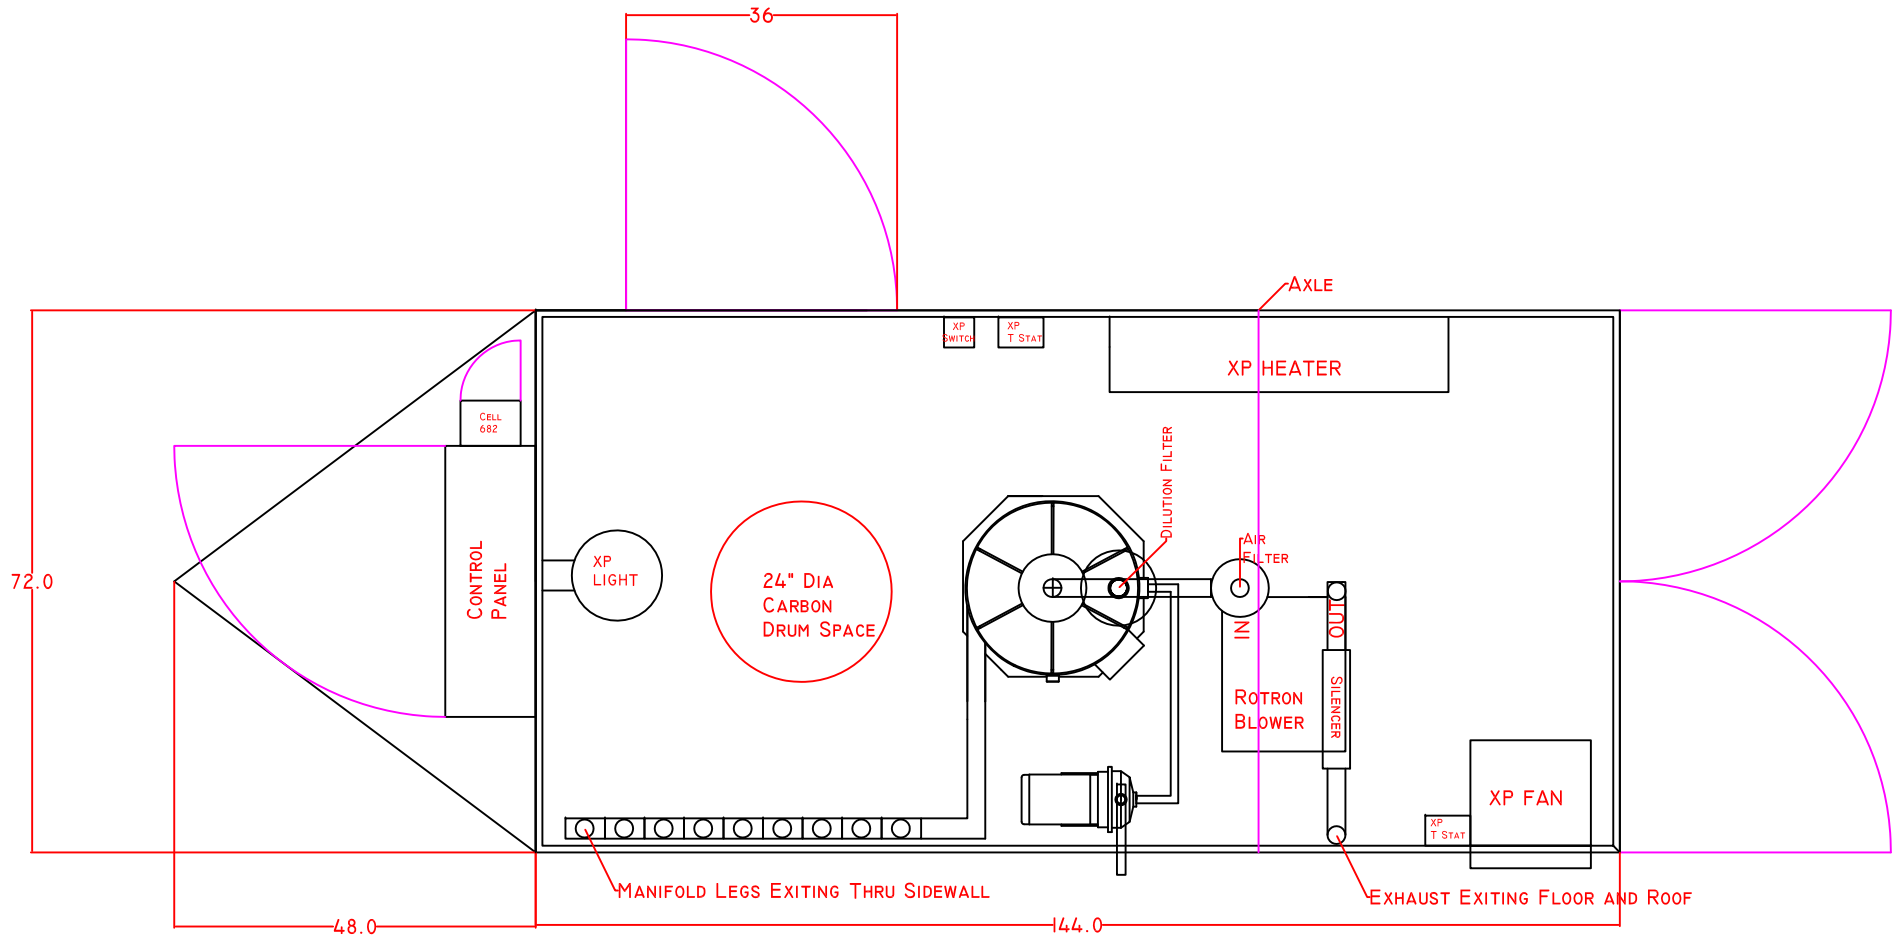 36
AXLE
XP
SWITCH
XP
T STAT
XP HEATER
CELL
682
DILUTION FILTER
AIR
FILTER
72.0
CONTROL
PANEL
XP
LIGHT
24" DIA
CARBON
DRUM SPACE
IN
OUT
SILENCER
ROTRON
BLOWER
XP FAN
XP
T STAT
MANIFOLD LEGS EXITING THRU SIDEWALL
EXHAUST EXITING FLOOR AND ROOF
48.0
144.0